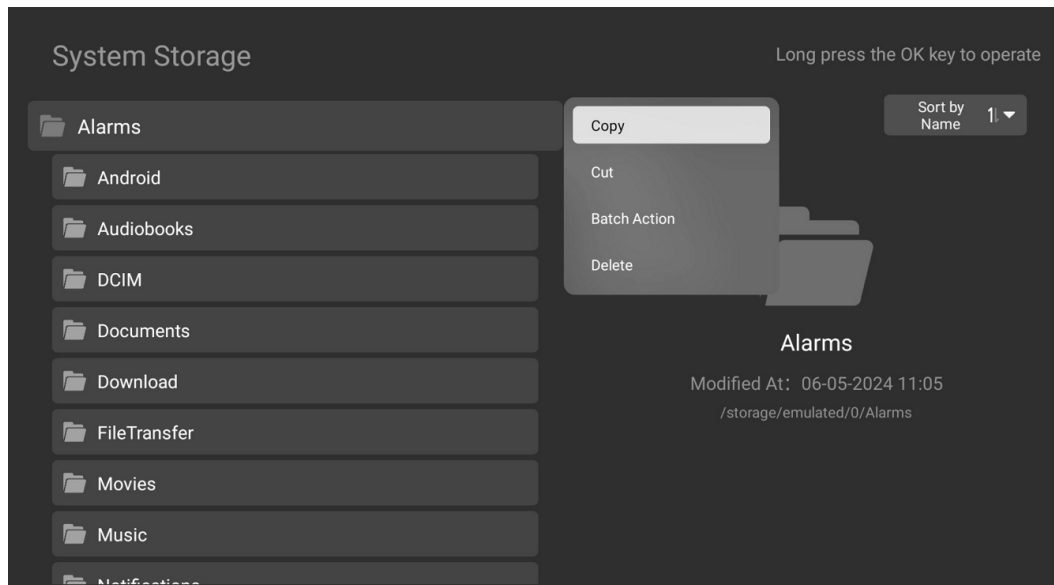 System Storage
Long press the OK key to operate
Alarms
Android
Audiobooks
DCIM
Documents
Download
FileTransfer
Movies
Music
Notifications
Copy
Cut
Batch Action
Delete
Sort by
Name
Alarms
Modified At： 06-05-2024 11:05
/storage/emulated/0/Alarms